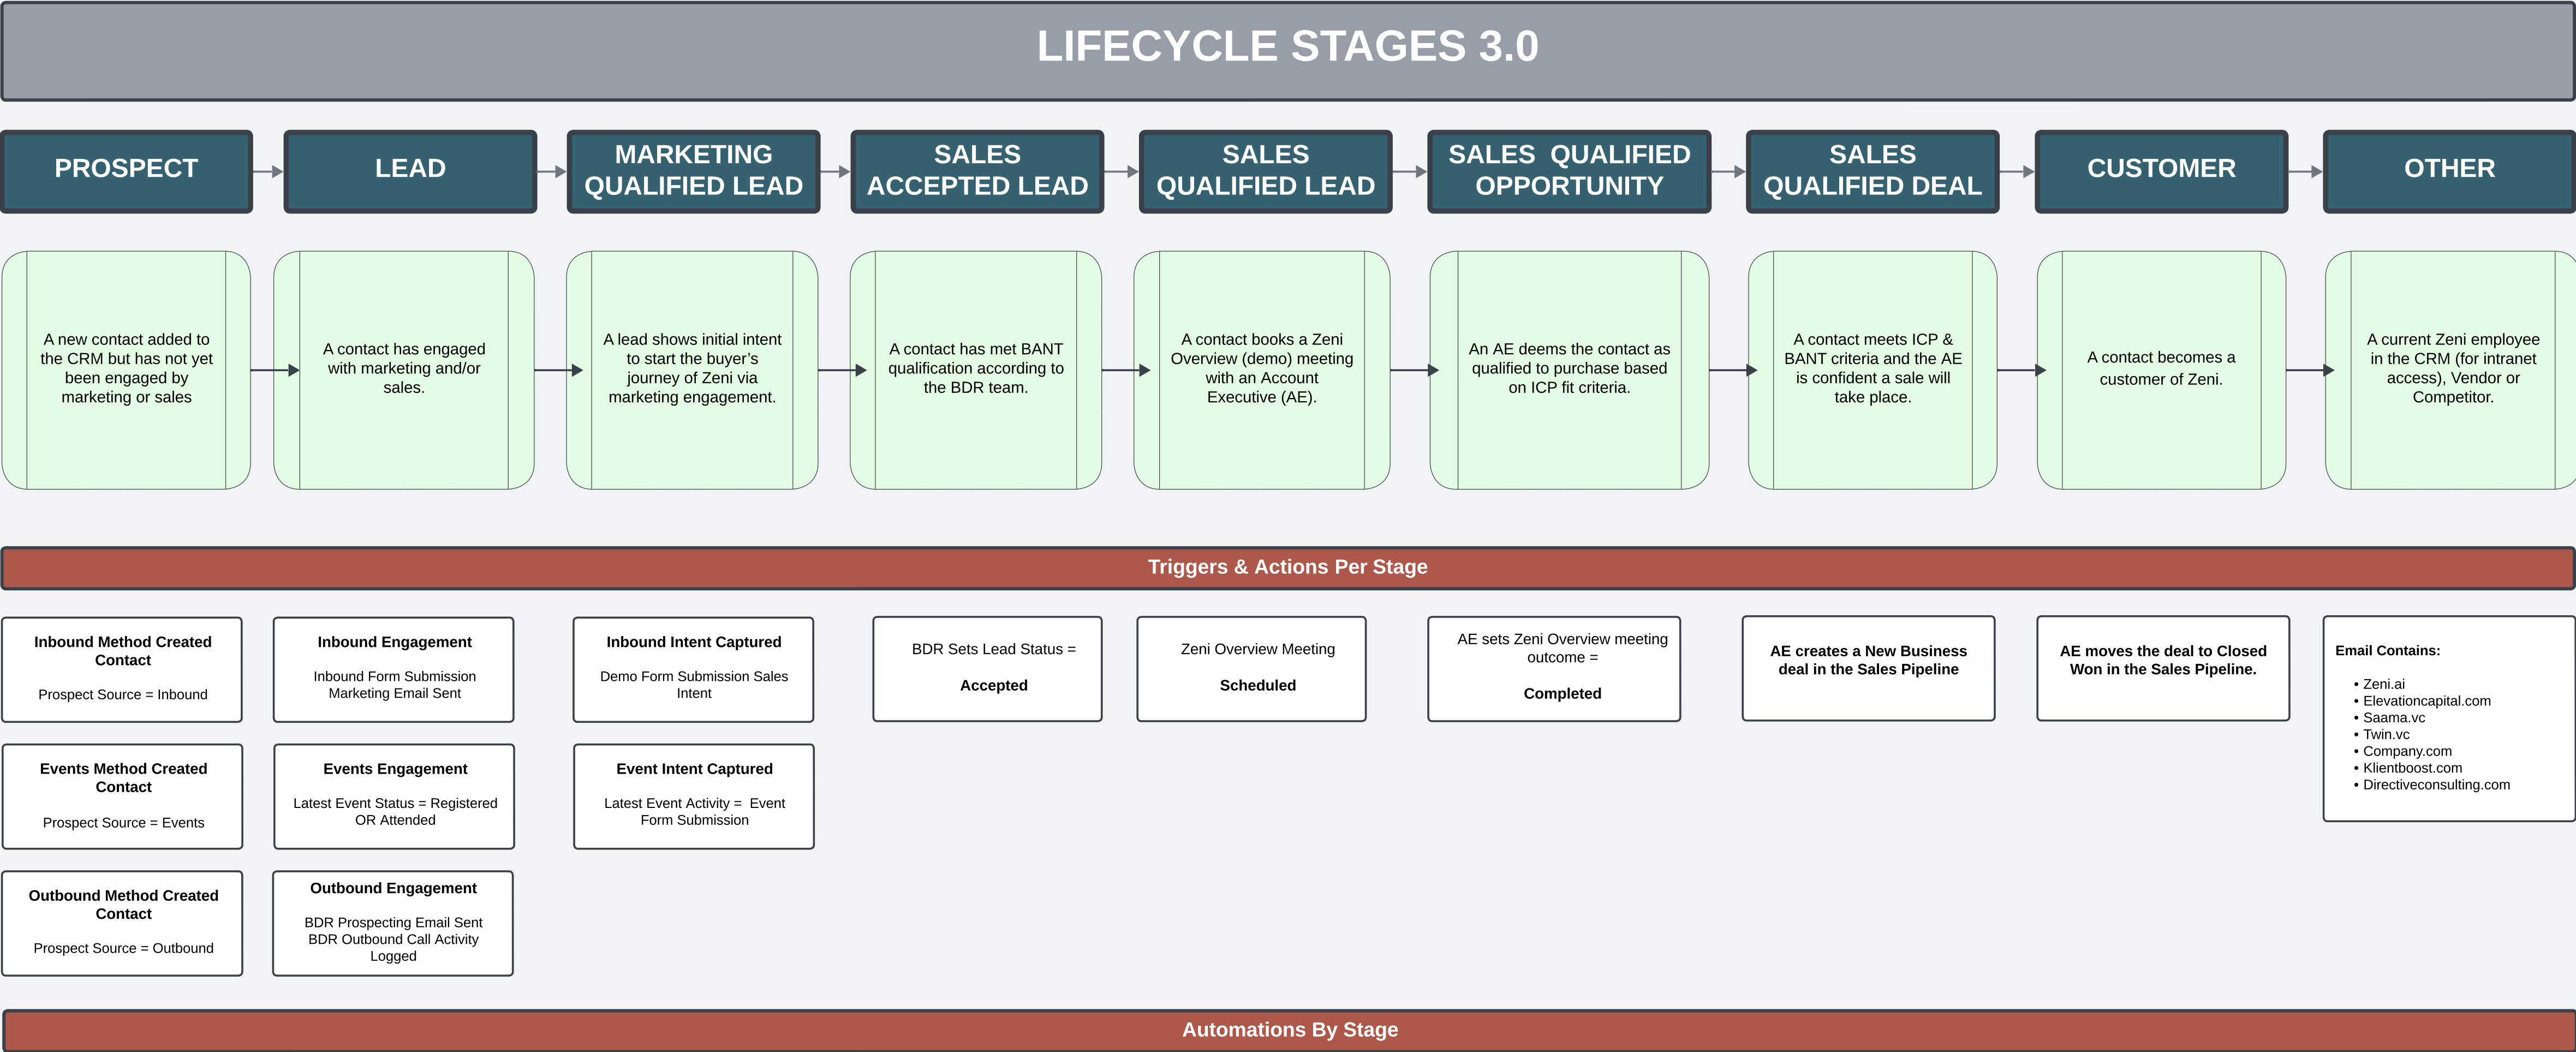 LIFECYCLE STAGES 3.0
PROSPECT
LEAD
MARKETING
QUALIFIED LEAD
SALES
ACCEPTED LEAD
SALES
QUALIFIED LEAD
SALES  QUALIFIED
OPPORTUNITY
SALES
QUALIFIED DEAL
CUSTOMER
OTHER
A new contact added to
the CRM but has not yet
been engaged by
marketing or sales
A contact has engaged
with marketing and/or
sales.
A lead shows initial intent
to start the buyer’s
journey of Zeni via
marketing engagement.
A contact has met BANT
qualification according to
the BDR team.
A contact books a Zeni
Overview (demo) meeting
with an Account
Executive (AE).
An AE deems the contact as
qualified to purchase based
on ICP fit criteria.
A contact meets ICP &
BANT criteria and the AE
is confident a sale will
take place.
A contact becomes a
customer of Zeni.
A current Zeni employee
in the CRM (for intranet
access), Vendor or
Competitor.
Triggers & Actions Per Stage
Inbound Method Created
Contact
Prospect Source = Inbound
Inbound Engagement
Inbound Form Submission
Marketing Email Sent
Inbound Intent Captured
Demo Form Submission Sales
Intent
BDR Sets Lead Status =
Accepted
Zeni Overview Meeting
Scheduled
AE sets Zeni Overview meeting
outcome =
Completed
AE creates a New Business
deal in the Sales Pipeline
AE moves the deal to Closed
Won in the Sales Pipeline.
Email Contains:
• Zeni.ai
• Elevationcapital.com
• Saama.vc
• Twin.vc
• Company.com
• Klientboost.com
• Directiveconsulting.com
Events Method Created
Contact
Prospect Source = Events
Events Engagement
Latest Event Status = Registered
OR Attended
Event Intent Captured
Latest Event Activity =  Event
Form Submission
Outbound Method Created
Contact
Prospect Source = Outbound
Outbound Engagement
BDR Prospecting Email Sent
BDR Outbound Call Activity
Logged
Automations By Stage